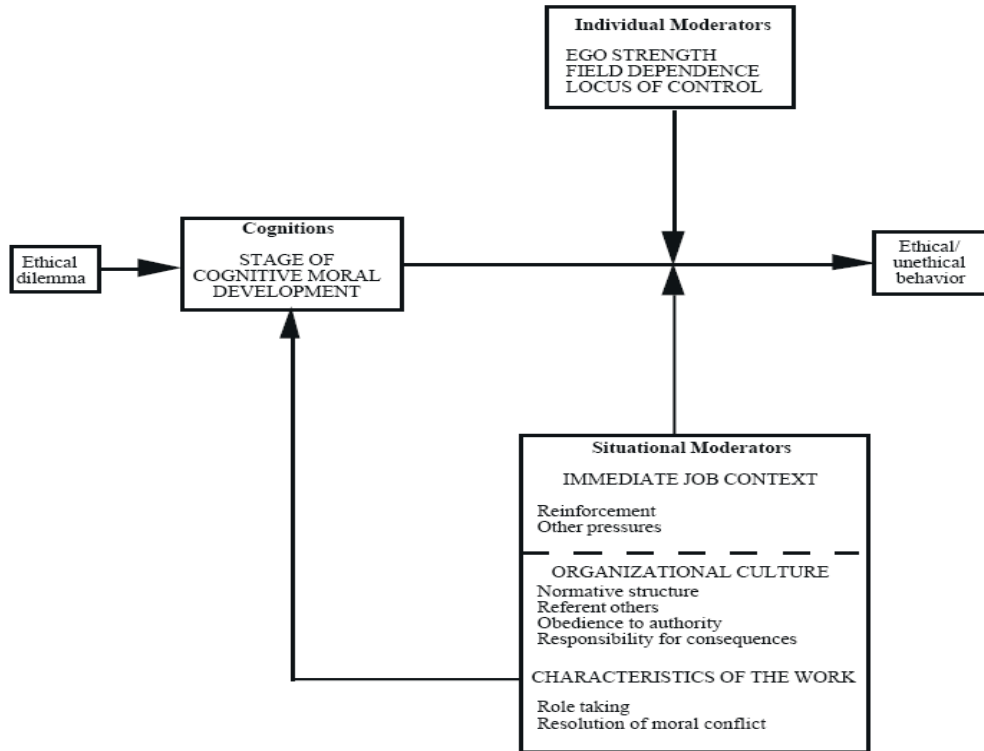 Individual Moderators
EGO STRENGTH
FIELD DEPENDENCE
LOCUS OF CONTROL
Ethical
dilemma
Cognitions
STAGE OF
COGNITIVE MORAL
DEVELOPMENT
Ethical/
unethical
behavior
Situational Moderators
IMMEDIATE JOB CONTEXT
Reinforcement
Other pressures
ORGANIZATIONAL CULTURE
Normative structure
Referent others
Obedience to authority
Responsibility for consequences
CHARACTERISTICS OF THE WORK
Role taking
Resolution of moral conflict